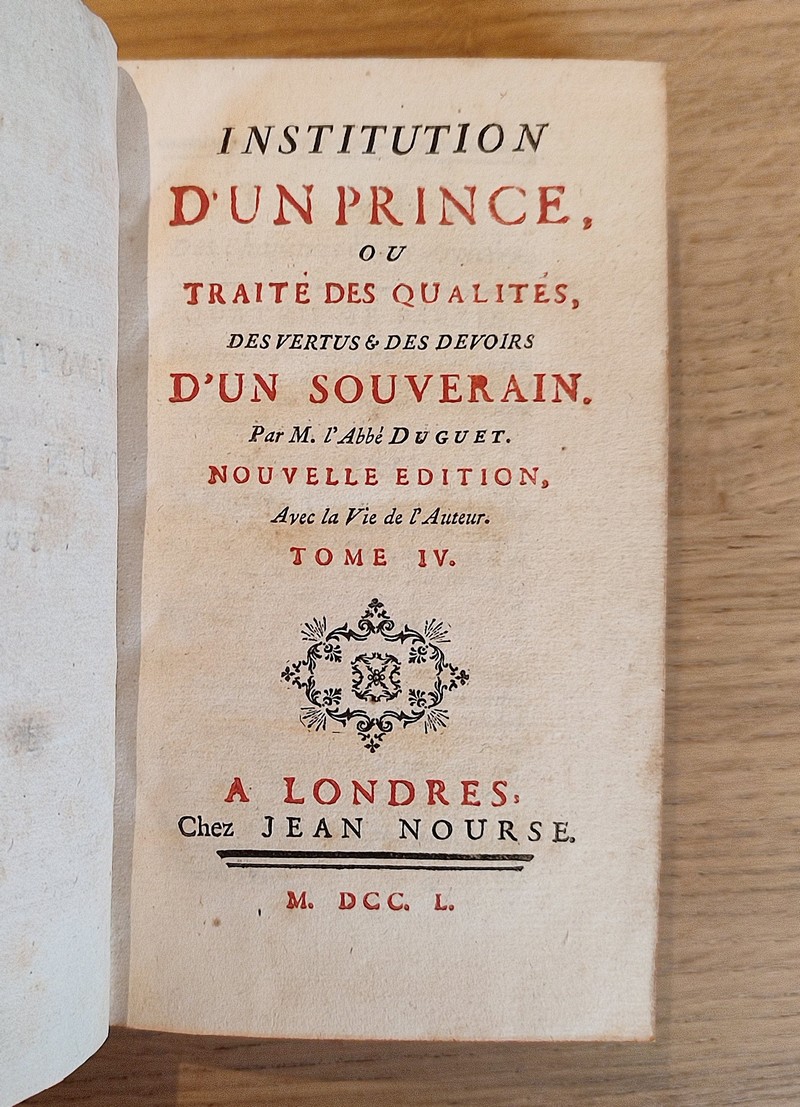 INSTITUTION
D'UN PRINCE,
OU
TRAITÉ DES QUALITÉS,
DES VERTUS & DES DEVOIRS
D'UN SOUVERAIN.
Par M. l'Abbé DUGUET.
NOUVELLE EDITION,
Avec la Vie de l'Auteur.
TOME IV.
A LONDRES,
Chez JEAN NOURSE.
M. DCC. L.